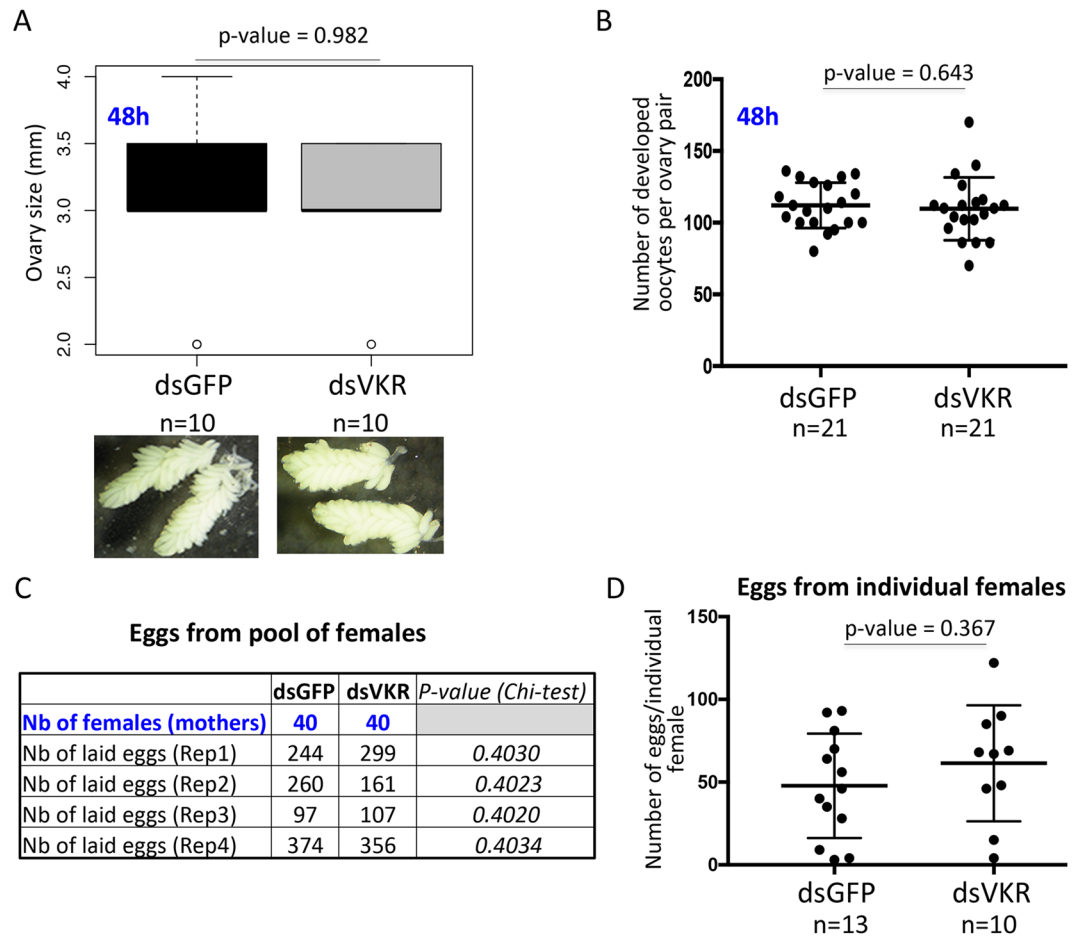 A
p-value = 0.982
48h
Ovary size (mm)
4.0
3.5
3.0
2.5
2.0
dsGFP
dsVKR
n=10
n=10
B
p-value = 0.643
48h
Number of developed
oocytes per ovary pair
200
150
100
50
0
dsGFP
dsVKR
n=21
n=21
C
Eggs from pool of females
dsGFP dsVKR P-value (Chi-test)
Nb of females (mothers) 40 40
Nb of laid eggs (Rep1) 244 299 0.4030
Nb of laid eggs (Rep2) 260 161 0.4023
Nb of laid eggs (Rep3) 97 107 0.4020
Nb of laid eggs (Rep4) 374 356 0.4034
D
Eggs from individual females
p-value = 0.367
Number of eggs/individual
female
150
100
50
0
dsGFP
dsVKR
n=13
n=10